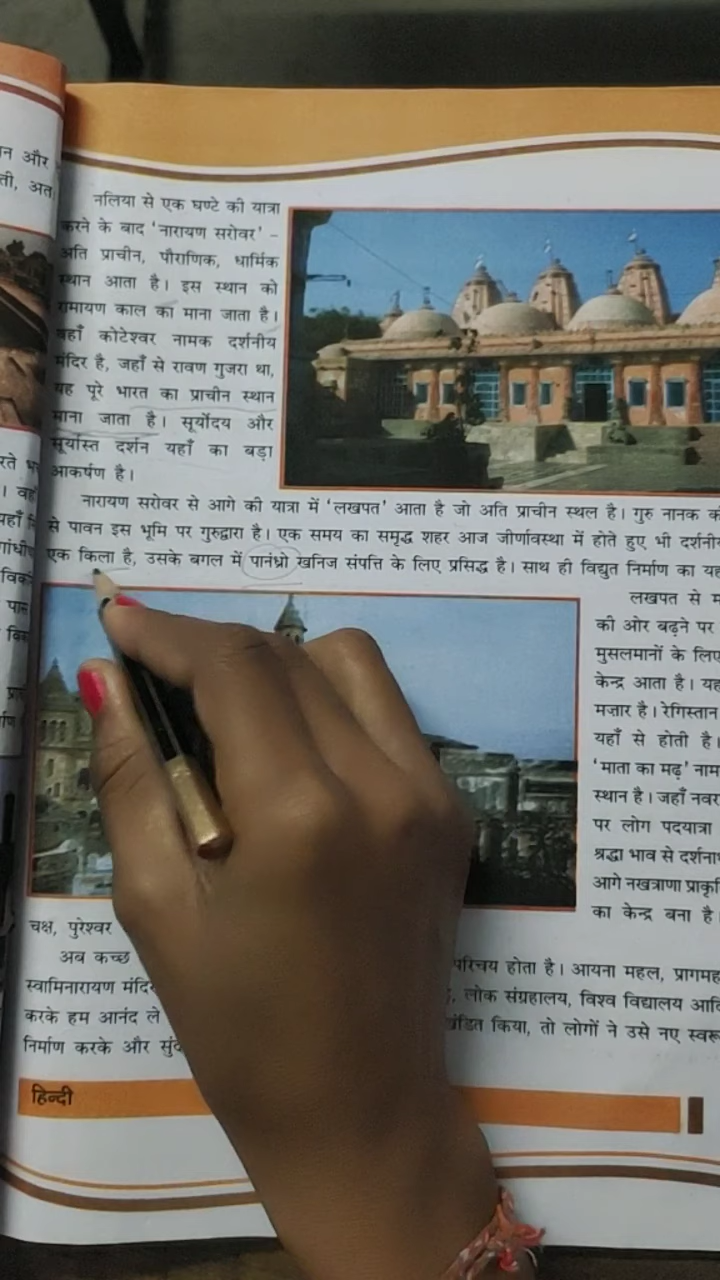 न और
ती, अत
नलिया से एक घण्टे की यात्रा
करने के बाद 'नारायण सरोवर' -
अति प्राचीन, पौराणिक, धार्मिक
स्थान आता है। इस स्थान को
रामायण काल का माना जाता है।
वहाँ कोटेश्वर नामक दर्शनीय
मंदिर है, जहाँ से रावण गुजरा था,
यह पूरे भारत का प्राचीन स्थान
माना जाता है। सूर्योदय और
सूर्यास्त दर्शन यहाँ का बड़ा
आकर्षण है।
नारायण सरोवर से आगे की यात्रा में 'लखपत' आता है जो अति प्राचीन स्थल है। गुरु नानक
से पावन इस भूमि पर गुरुद्वारा है। एक समय का समृद्ध शहर आज जीर्णावस्था में होते हुए भी दर्शनीय
एक किला है, उसके बगल में पानंध्रो खनिज संपत्ति के लिए प्रसिद्ध है। साथ ही विद्युत निर्माण का यह
लखपत से म
की ओर बढ़ने पर
मुसलमानों के लिए
केन्द्र आता है। यह
मज़ार है। रेगिस्तान
यहाँ से होती है।
'माता का मढ़' नाम
स्थान है। जहाँ नवर
पर लोग पदयात्रा
श्रद्धा भाव से दर्शना
आगे नखत्राणा प्राकृ
का केन्द्र बना है
चक्ष, पुरेश्वर
अब कच्छ परिचय होता है। आयना महल, प्रागमह
स्वामिनारायण मंदि लोक संग्रहालय, विश्व विद्यालय आदि
करके हम आनंद ले खंडित किया, तो लोगों ने उसे नए स्वरू
निर्माण करके और सुंद
हिन्दी